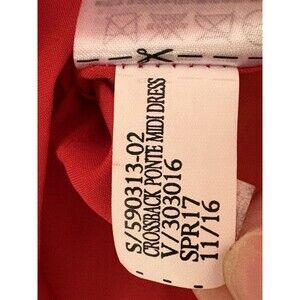 S/590313-02
CROSSBACK PONTE MIDI DRESS
V/303016
SPR17
11/16